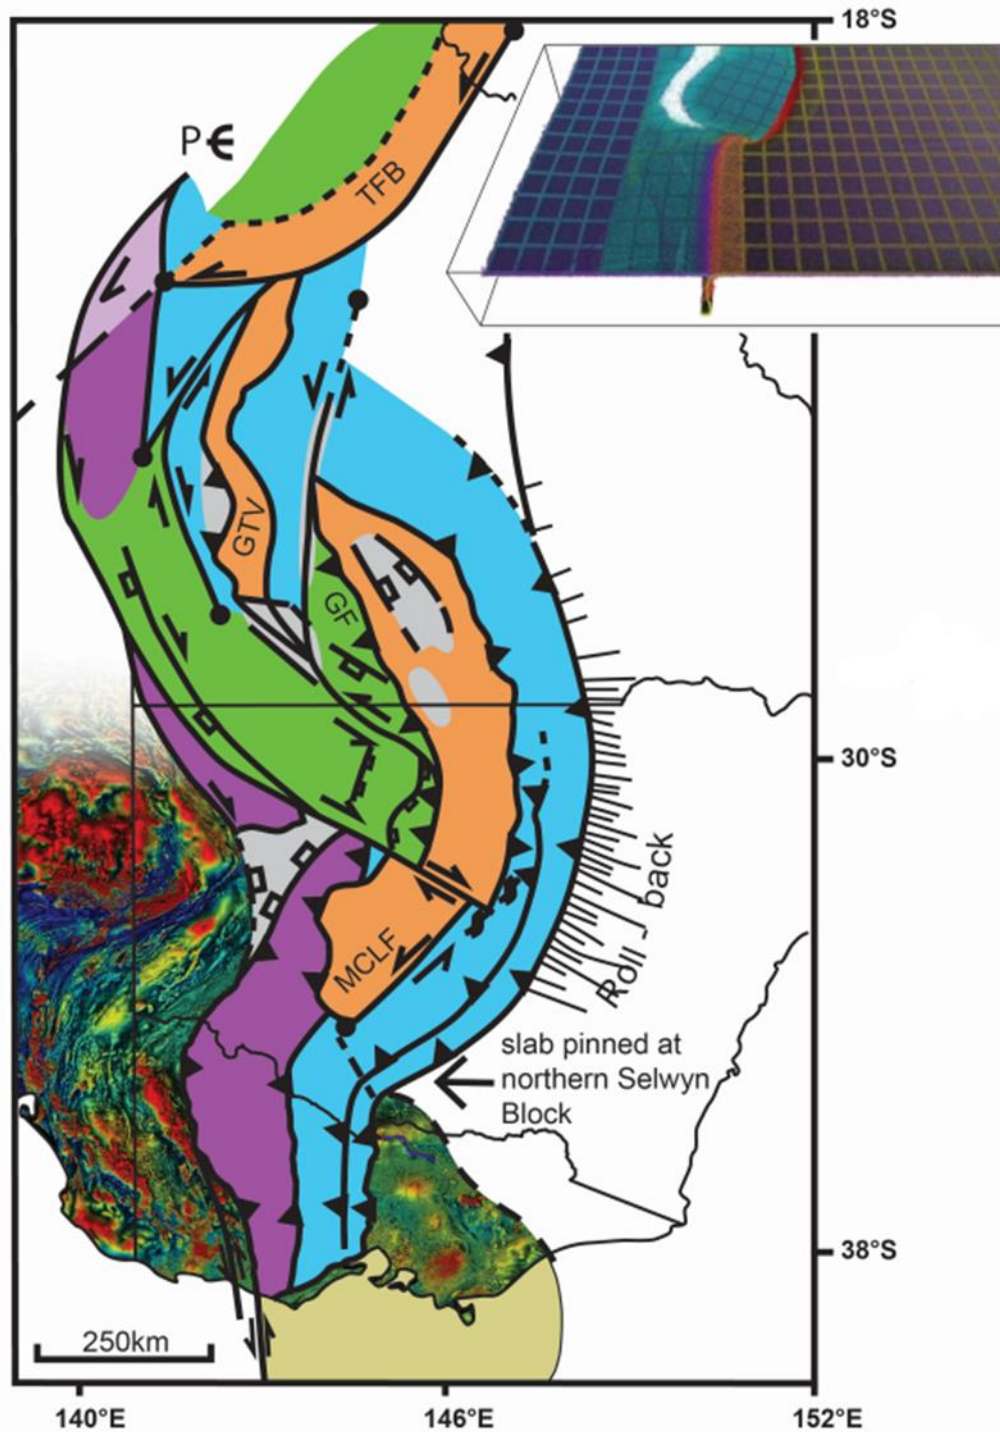 18°S
P€
TFB
GTV
GF
30°S
Roll - back
MCLF
slab pinned at
northern Selwyn
Block
38°S
250km
140°E
146°E
152°E